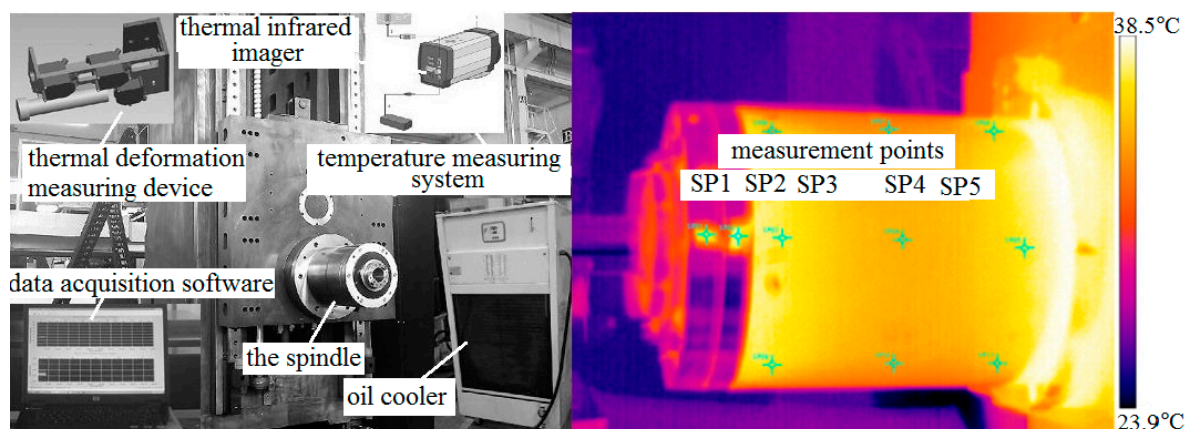 thermal infrared
imager
thermal deformation
measuring device
temperature measuring
system
data acquisition software
the spindle
oil cooler
38.5°C
measurement points
SP1 SP2 SP3 SP4 SP5
23.9°C